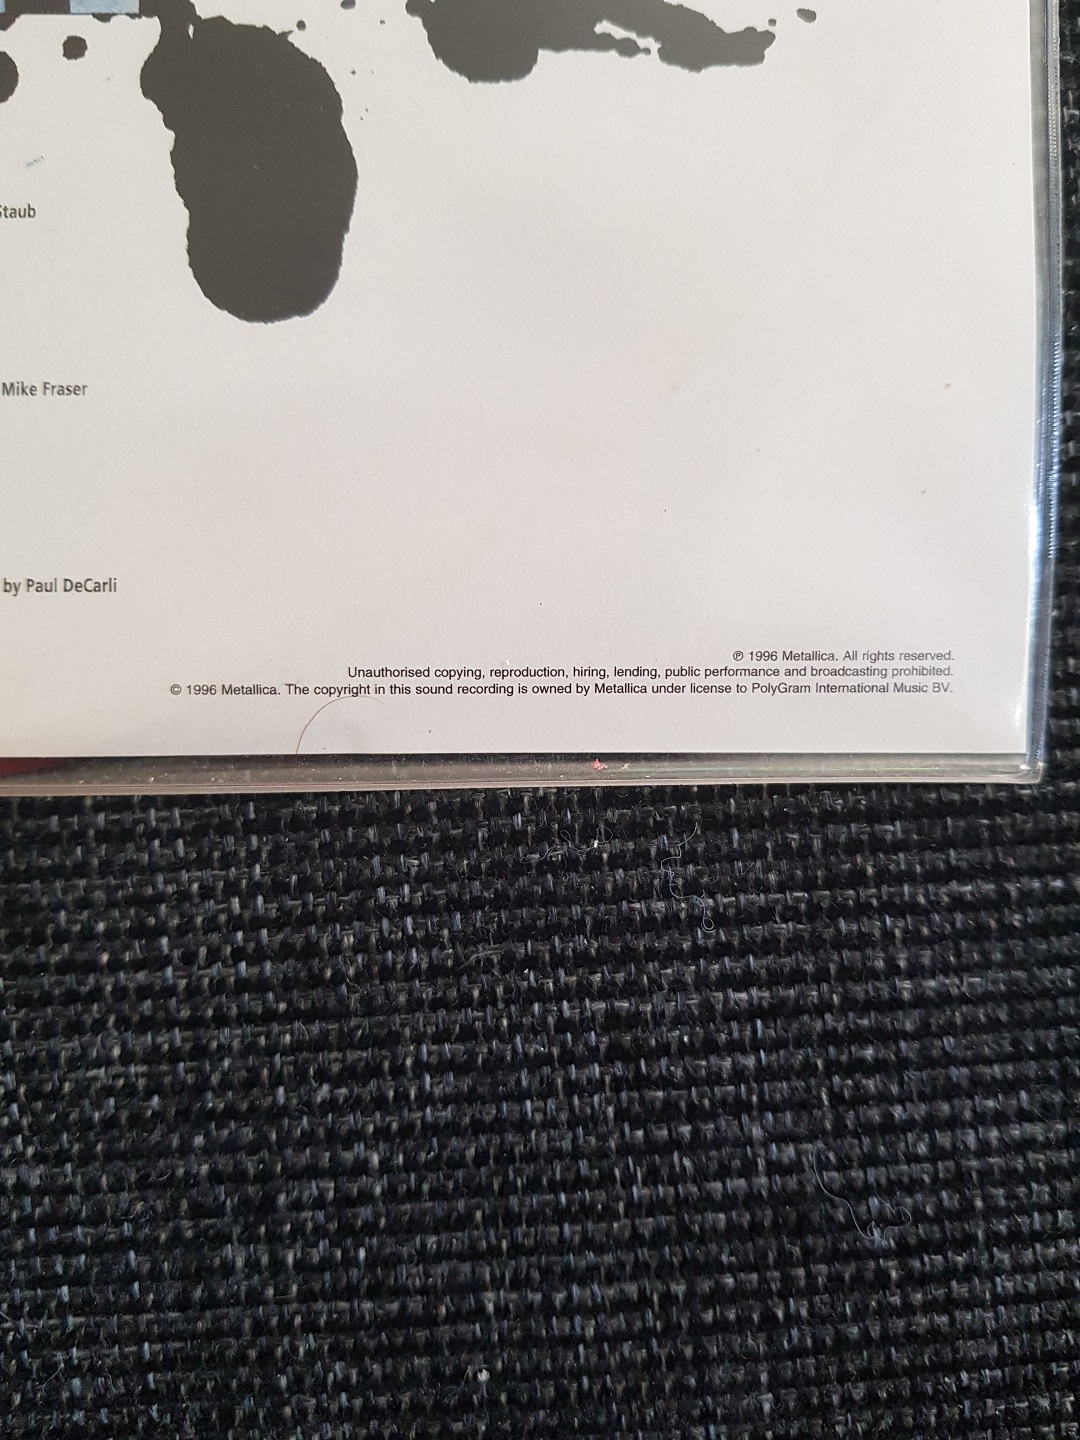 Staub
Mike Fraser
by Paul DeCarli
℗ 1996 Metallica. All rights reserved.
Unauthorised copying, reproduction, hiring, lending, public performance and broadcasting prohibited.
© 1996 Metallica. The copyright in this sound recording is owned by Metallica under license to PolyGram International Music BV.